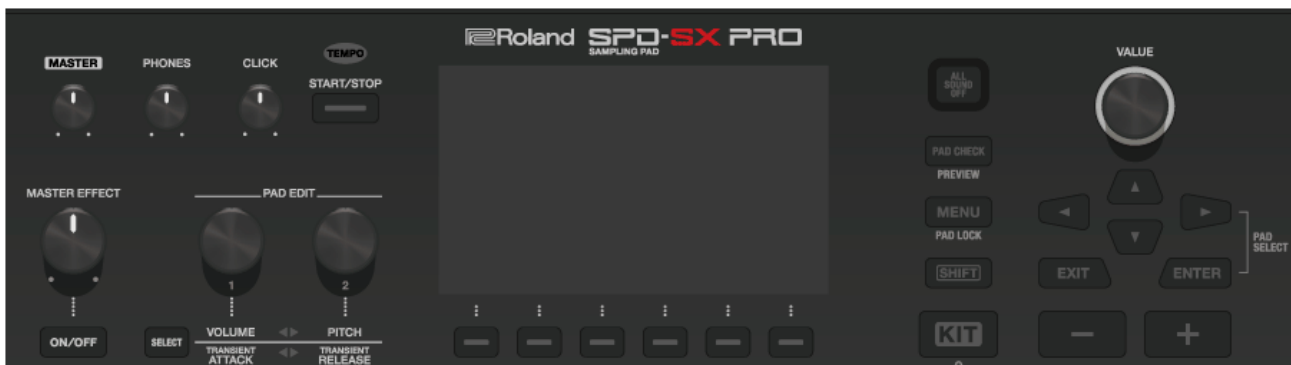 Roland SPD-SX PRO
SAMPLING PAD
MASTER
PHONES
CLICK
TEMPO
START/STOP
MASTER EFFECT
PAD EDIT
1
2
ON/OFF
SELECT
VOLUME
PITCH
TRANSIENT
ATTACK
TRANSIENT
RELEASE
ALL
SOUND
OFF
PAD CHECK
PREVIEW
MENU
PAD LOCK
SHIFT
KIT
VALUE
PAD
SELECT
EXIT
ENTER
−
+